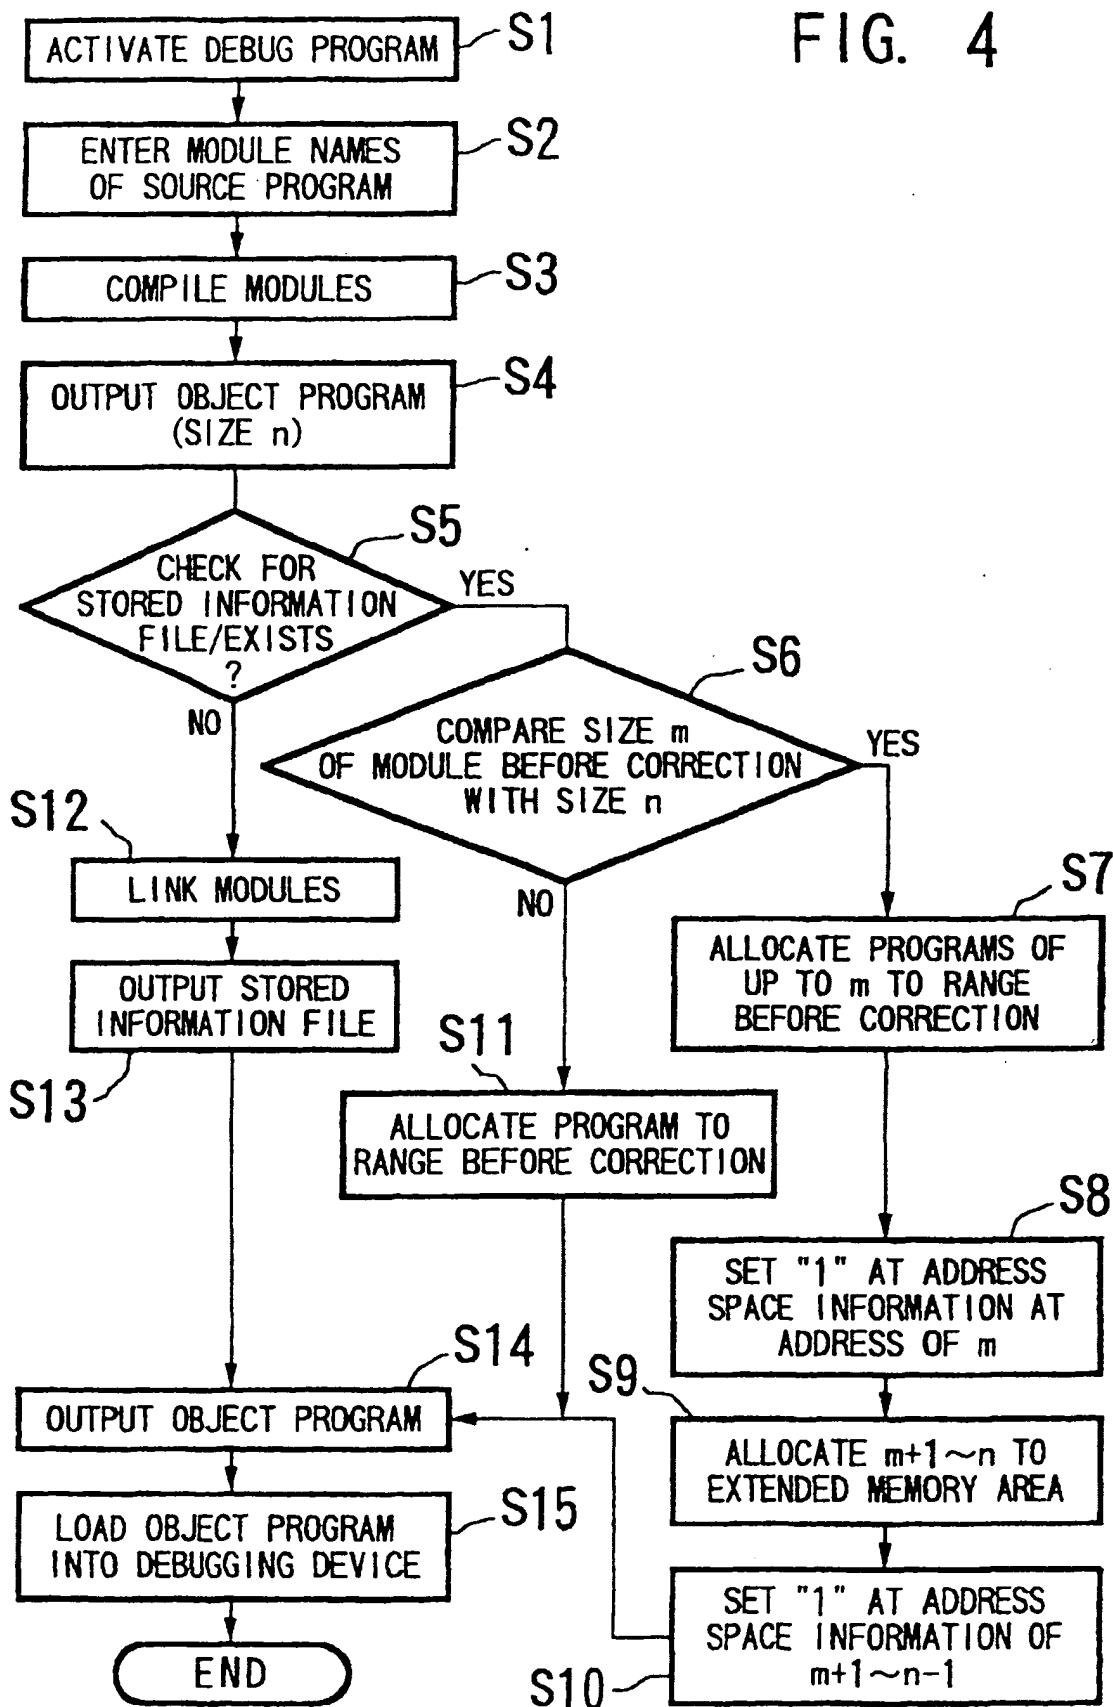 FIG. 4
ACTIVATE DEBUG PROGRAM
S1
ENTER MODULE NAMES
OF SOURCE PROGRAM
S2
COMPILE MODULES
S3
OUTPUT OBJECT PROGRAM
(SIZE n)
S4
CHECK FOR
STORED INFORMATION
FILE/EXISTS
?
S5
YES
NO
COMPARE SIZE m
OF MODULE BEFORE CORRECTION
WITH SIZE n
S6
YES
NO
S12
LINK MODULES
OUTPUT STORED
INFORMATION FILE
S13
S7
ALLOCATE PROGRAMS OF
UP TO m TO RANGE
BEFORE CORRECTION
S11
ALLOCATE PROGRAM TO
RANGE BEFORE CORRECTION
S8
SET "1" AT ADDRESS
SPACE INFORMATION AT
ADDRESS OF m
S9
ALLOCATE m+1~n TO
EXTENDED MEMORY AREA
SET "1" AT ADDRESS
SPACE INFORMATION OF
m+1~n-1
S10
S14
OUTPUT OBJECT PROGRAM
LOAD OBJECT PROGRAM
INTO DEBUGGING DEVICE
S15
END